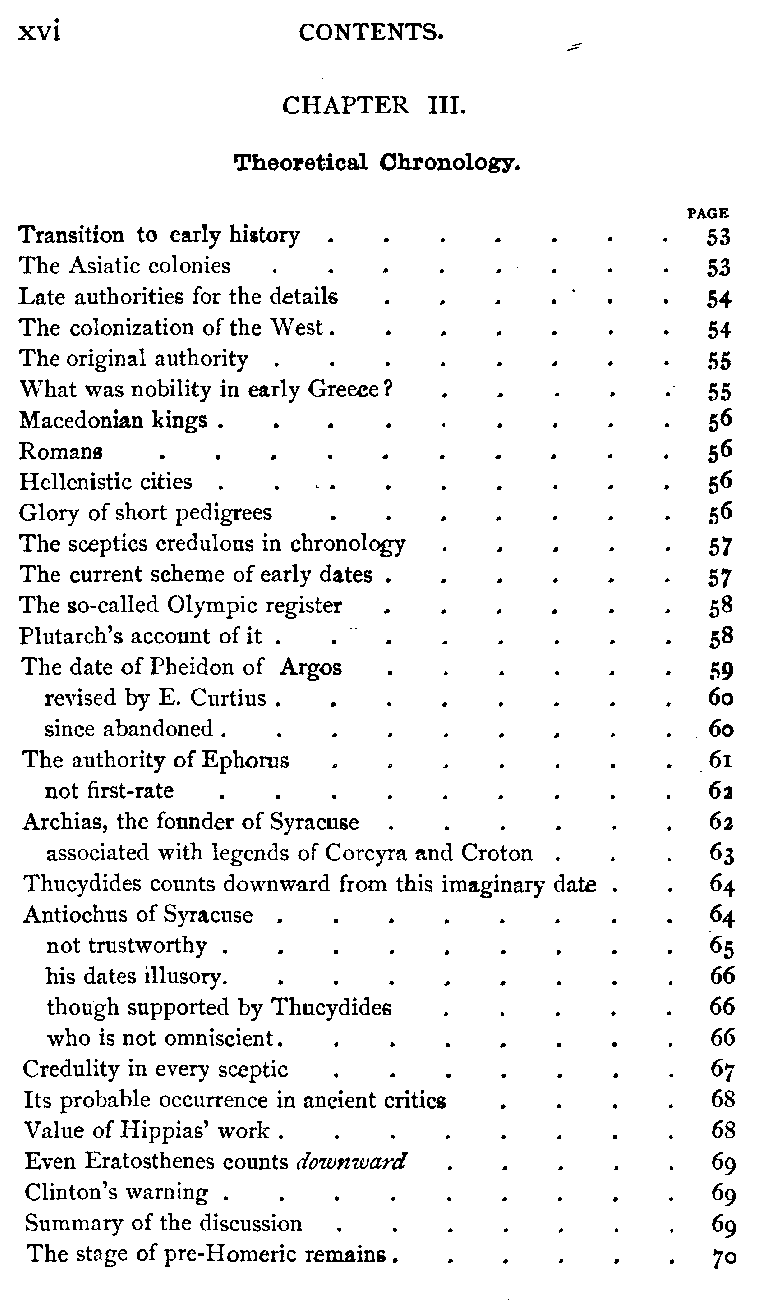 xvi CONTENTS.
CHAPTER III.
Theoretical Chronology.
PAGE
Transition to early history . . . . . . . 53
The Asiatic colonies . . . . . . . . 53
Late authorities for the details . . . . . . 54
The colonization of the West . . . . . . . 54
The original authority . . . . . . . . 55
What was nobility in early Greece? . . . . . 55
Macedonian kings . . . . . . . . . 56
Romans . . . . . . . . . . 56
Hellenistic cities . . . . . . . . . 56
Glory of short pedigrees . . . . . . . 56
The sceptics credulous in chronology . . . . . 57
The current scheme of early dates . . . . . . 57
The so-called Olympic register . . . . . . 58
Plutarch's account of it . . . . . . . . 58
The date of Pheidon of Argos . . . . . . 59
revised by E. Curtius . . . . . . . . 60
since abandoned . . . . . . . . . 60
The authority of Ephorus . . . . . . . 61
not first-rate . . . . . . . . . 62
Archias, the founder of Syracuse . . . . . . 62
associated with legends of Corcyra and Croton . . . 63
Thucydides counts downward from this imaginary date . . 64
Antiochus of Syracuse . . . . . . . . 64
not trustworthy . . . . . . . . . 65
his dates illusory . . . . . . . . . 66
though supported by Thucydides . . . . . 66
who is not omniscient . . . . . . . . 66
Credulity in every sceptic . . . . . . . 67
Its probable occurrence in ancient critics . . . . 68
Value of Hippias' work . . . . . . . . 68
Even Eratosthenes counts downward . . . . . 69
Clinton's warning . . . . . . . . . 69
Summary of the discussion . . . . . . . 69
The stage of pre-Homeric remains . . . . . . 70